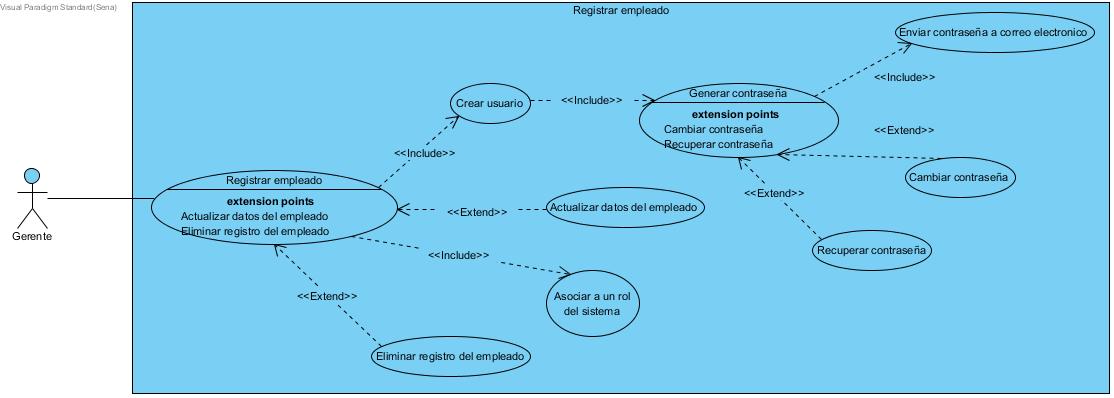 Visual Paradigm Standard(Sena)
Registrar empleado
Enviar contraseña a correo electronico
<<Include>>
Generar contraseña
extension points
Cambiar contraseña
Recuperar contraseña
Crear usuario
<<Include>>
<<Extend>>
Cambiar contraseña
<<Include>>
<<Extend>>
Recuperar contraseña
Gerente
Registrar empleado
extension points
Actualizar datos del empleado
Eliminar registro del empleado
<<Extend>>
Actualizar datos del empleado
<<Include>>
Asociar a un rol
del sistema
<<Extend>>
Eliminar registro del empleado